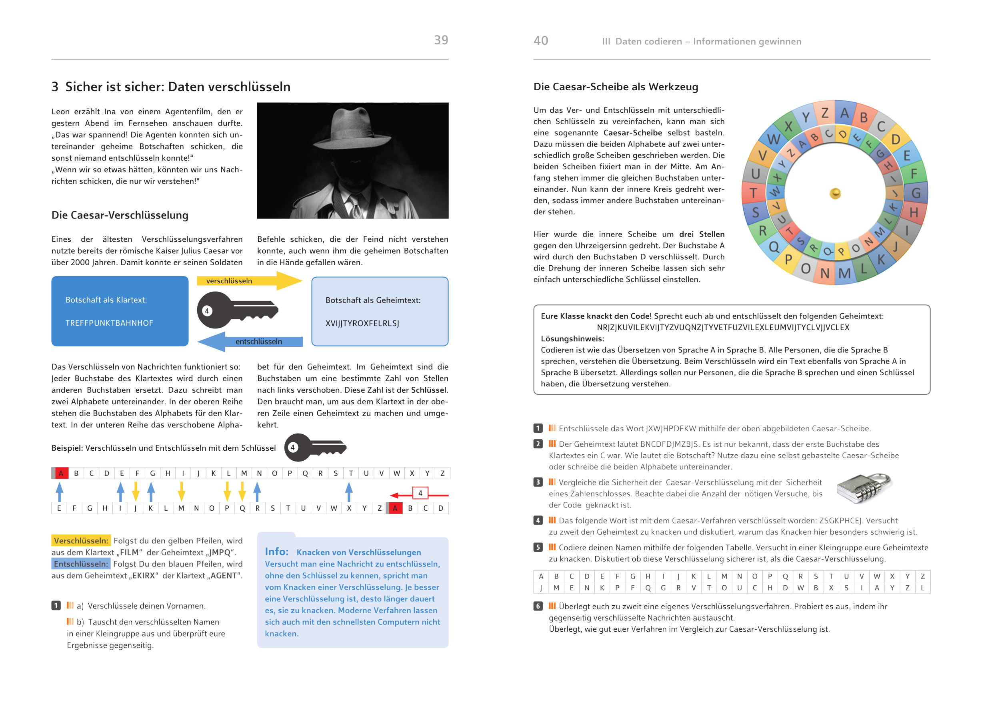 39
3 Sicher ist sicher: Daten verschlüsseln
Leon erzählt Ina von einem Agentenfilm, den er
gestern Abend im Fernsehen anschauen durfte.
„Das war spannend! Die Agenten konnten sich un-
tereinander geheime Botschaften schicken, die
sonst niemand entschlüsseln konnte!“
„Wenn wir so etwas hätten, könnten wir uns Nach-
richten schicken, die nur wir verstehen!"
Die Caesar-Verschlüsselung
Eines der ältesten Verschlüsselungsverfahren
nutzte bereits der römische Kaiser Julius Caesar vor
über 2000 Jahren. Damit konnte er seinen Soldaten
Befehle schicken, die der Feind nicht verstehen
konnte, auch wenn ihm die geheimen Botschaften
in die Hände gefallen wären.
Botschaft als Klartext:
TREFFPUNKTBAHNHOF
verschlüsseln
4
entschlüsseln
Botschaft als Geheimtext:
XVIJJTYROXFELRLSJ
Das Verschlüsseln von Nachrichten funktioniert so:
Jeder Buchstabe des Klartextes wird durch einen
anderen Buchstaben ersetzt. Dazu schreibt man
zwei Alphabete untereinander. In der oberen Reihe
stehen die Buchstaben des Alphabets für den Klar-
text. In der unteren Reihe das verschobene Alpha-
bet für den Geheimtext. Im Geheimtext sind die
Buchstaben um eine bestimmte Zahl von Stellen
nach links verschoben. Diese Zahl ist der Schlüssel.
Den braucht man, um aus dem Klartext in der obe-
ren Zeile einen Geheimtext zu machen und umge-
kehrt.
Beispiel: Verschlüsseln und Entschlüsseln mit dem Schlüssel 4
A B C D E F G H I J K L M N O P Q R S T U V W X Y Z
4
E F G H I J K L M N O P Q R S T U V W X Y Z A B C D
Verschlüsseln: Folgst du den gelben Pfeilen, wird
aus dem Klartext „FILM“ der Geheimtext „JMPQ“.
Entschlüsseln: Folgst Du den blauen Pfeilen, wird
aus dem Geheimtext „EKIRX“ der Klartext „AGENT“.
1 a) Verschlüssele deinen Vornamen.
b) Tauscht den verschlüsselten Namen
in einer Kleingruppe aus und überprüft eure
Ergebnisse gegenseitig.
Info: Knacken von Verschlüsselungen
Versucht man eine Nachricht zu entschlüsseln,
ohne den Schlüssel zu kennen, spricht man
vom Knacken einer Verschlüsselung. Je besser
eine Verschlüsselung ist, desto länger dauert
es, sie zu knacken. Moderne Verfahren lassen
sich auch mit den schnellsten Computern nicht
knacken.
40 III Daten codieren – Informationen gewinnen
Die Caesar-Scheibe als Werkzeug
Um das Ver- und Entschlüsseln mit unterschiedli-
chen Schlüsseln zu vereinfachen, kann man sich
eine sogenannte Caesar-Scheibe selbst basteln.
Dazu müssen die beiden Alphabete auf zwei unter-
schiedlich große Scheiben geschrieben werden. Die
beiden Scheiben fixiert man in der Mitte. Am An-
fang stehen immer die gleichen Buchstaben unter-
einander. Nun kann der innere Kreis gedreht wer-
den, sodass immer andere Buchstaben untereinan-
der stehen.
Hier wurde die innere Scheibe um drei Stellen
gegen den Uhrzeigersinn gedreht. Der Buchstabe A
wird durch den Buchstaben D verschlüsselt. Durch
die Drehung der inneren Scheibe lassen sich sehr
einfach unterschiedliche Schlüssel einstellen.
A B C D E F G H I J K L M N O P Q R S T U V W X Y Z
D E F G H I J K L M N O P Q R S T U V W X Y Z A B C
Eure Klasse knackt den Code! Sprecht euch ab und entschlüsselt den folgenden Geheimtext:
NRJZJKUVILEKVIJTYZVUQNZJTYVETFUZVILEXLEUMVIJTYCLVJJVCLEX
Lösungshinweis:
Codieren ist wie das Übersetzen von Sprache A in Sprache B. Alle Personen, die die Sprache B
sprechen, verstehen die Übersetzung. Beim Verschlüsseln wird ein Text ebenfalls von Sprache A in
Sprache B übersetzt. Allerdings sollen nur Personen, die die Sprache B sprechen und einen Schlüssel
haben, die Übersetzung verstehen.
1 Entschlüssele das Wort JXWJHPDFKW mithilfe der oben abgebildeten Caesar-Scheibe.
2 Der Geheimtext lautet BNCDFDJMZBJS. Es ist nur bekannt, dass der erste Buchstabe des
Klartextes ein C war. Wie lautet die Botschaft? Nutze dazu eine selbst gebastelte Caesar-Scheibe
oder schreibe die beiden Alphabete untereinander.
3 Vergleiche die Sicherheit der Caesar-Verschlüsselung mit der Sicherheit
eines Zahlenschlosses. Beachte dabei die Anzahl der nötigen Versuche, bis
der Code geknackt ist.
4 Das folgende Wort ist mit dem Caesar-Verfahren verschlüsselt worden: ZSGKPHCEJ. Versucht
zu zweit den Geheimtext zu knacken und diskutiert, warum das Knacken hier besonders schwierig ist.
5 Codiere deinen Namen mithilfe der folgenden Tabelle. Versucht in einer Kleingruppe eure Geheimtexte
zu knacken. Diskutiert ob diese Verschlüsselung sicherer ist, als die Caesar-Verschlüsselung.
A B C D E F G H I J K L M N O P Q R S T U V W X Y Z
J M E N K P F Q G R V T O U C H D W B X S I A Y Z L
6 Überlegt euch zu zweit eine eigenes Verschlüsselungsverfahren. Probiert es aus, indem ihr
gegenseitig verschlüsselte Nachrichten austauscht.
Überlegt, wie gut euer Verfahren im Vergleich zur Caesar-Verschlüsselung ist.